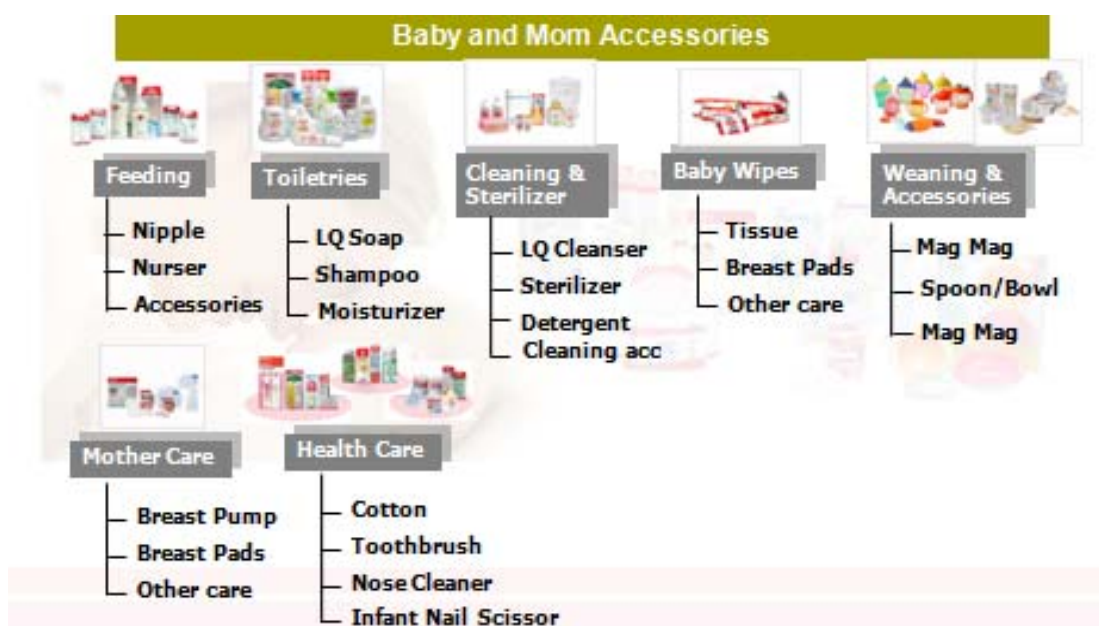 Baby and Mom Accessories
Feeding
Nipple
Nurser
Accessories
Toiletries
LQ Soap
Shampoo
Moisturizer
Cleaning &
Sterilizer
LQ Cleanser
Sterilizer
Detergent
Cleaning acc
Baby Wipes
Tissue
Breast Pads
Other care
Weaning &
Accessories
Mag Mag
Spoon/Bowl
Mag Mag
Mother Care
Breast Pump
Breast Pads
Other care
Health Care
Cotton
Toothbrush
Nose Cleaner
Infant Nail Scissor